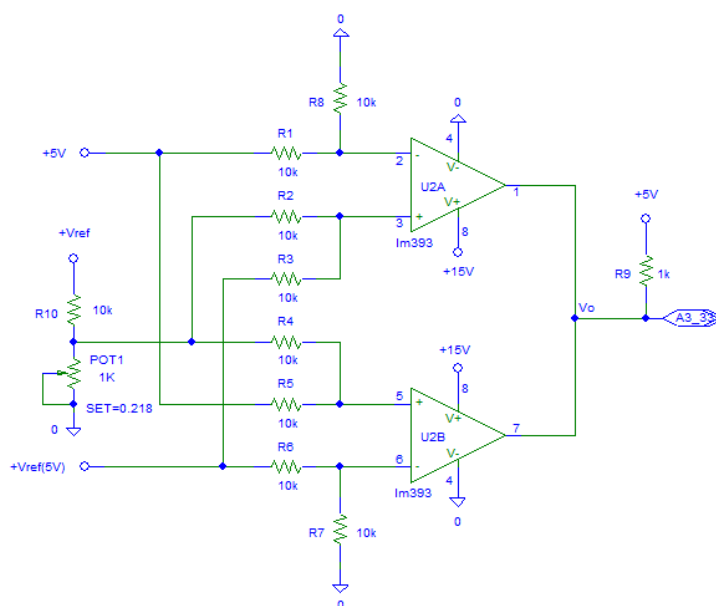 0
R8
10k
0
4
R1
+5V
10k
2
-
V-
U2A
1
R2
V+
3
+
+5V
10k
lm393
8
+Vref
R3
+15V
R9
1k
10k
R10
10k
Vo
A3_33
R4
POT1
10k
+15V
1K
R5
8
5
+
SET=0.218
10k
V+
U2B
7
0
R6
V-
+Vref(5V)
6
-
4
10k
lm393
0
R7
10k
0